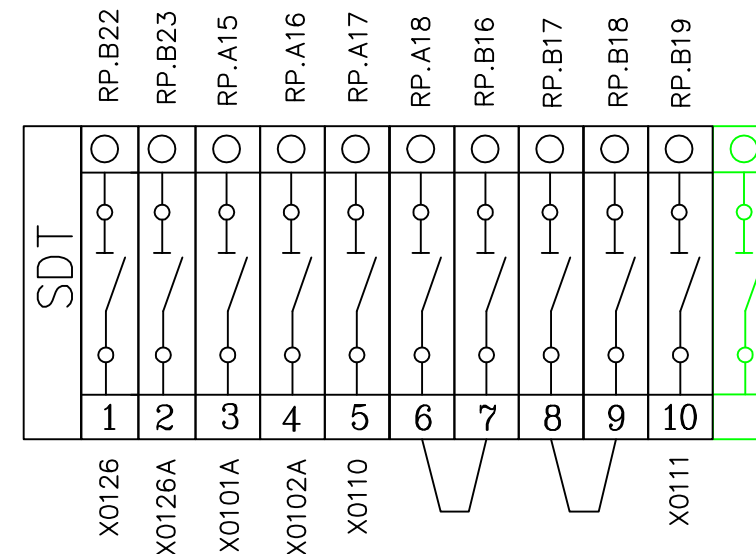 RP.B22
RP.B23
RP.A15
RP.A16
RP.A17
RP.A18
RP.B16
RP.B17
RP.B18
RP.B19
SDT
1
2
3
4
5
6
7
8
9
10
X0126
X0126A
X0101A
X0102A
X0110
X0111